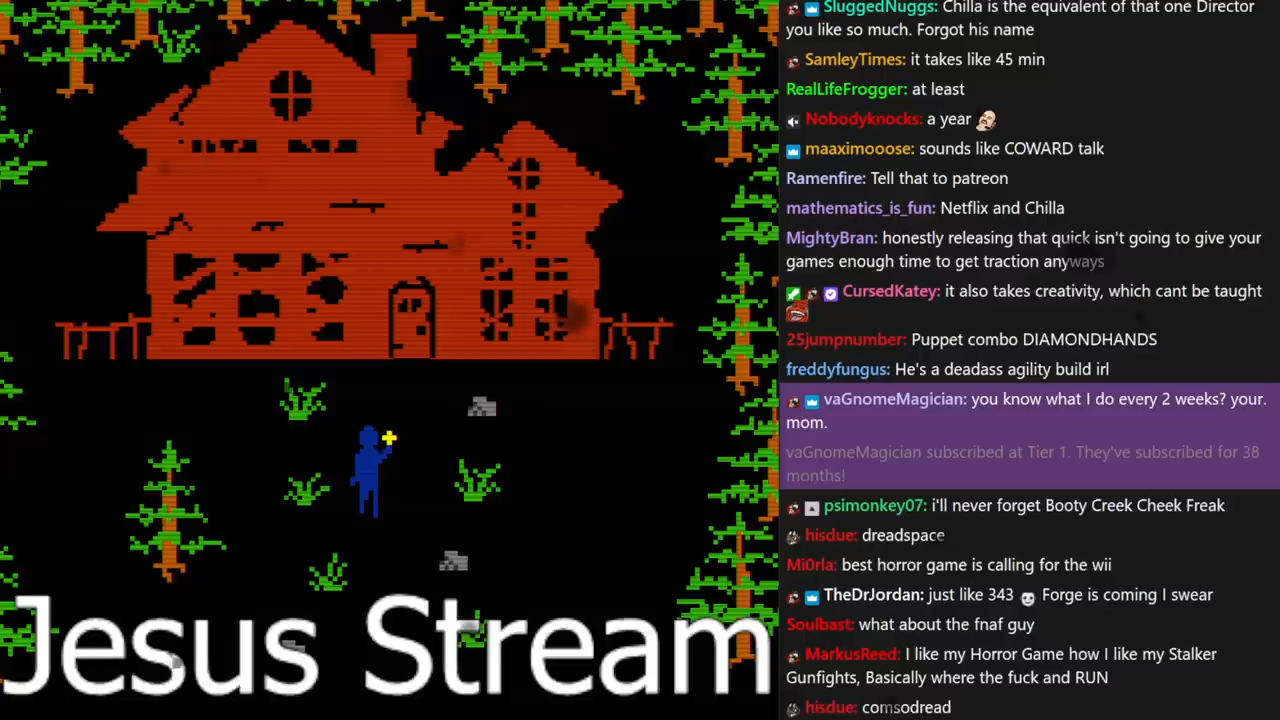 SluggedNuggs: Chilla is the equivalent of that one Director
you like so much. Forgot his name
SamleyTimes: it takes like 45 min
RealLifeFrogger: at least
Nobodyknocks: a year
maaximooose: sounds like COWARD talk
Ramenfire: Tell that to patreon
mathematics_is_fun: Netflix and Chilla
MightyBran: honestly releasing that quick isn't going to give your
games enough time to get traction anyways
CursedKatey: it also takes creativity, which cant be taught
25jumpnumber: Puppet combo DIAMONDHANDS
freddyfungus: He's a deadass agility build irl
vaGnomeMagician: you know what I do every 2 weeks? your.
mom.
vaGnomeMagician subscribed at Tier 1. They've subscribed for 38
months!
psimonkey07: i'll never forget Booty Creek Cheek Freak
hisdue: dreadspace
Mi0rla: best horror game is calling for the wii
TheDrJordan: just like 343 Forge is coming I swear
Soulbast: what about the fnaf guy
MarkusReed: I like my Horror Game how I like my Stalker
Gunfights, Basically where the fuck and RUN
hisdue: comsodread
Jesus Stream